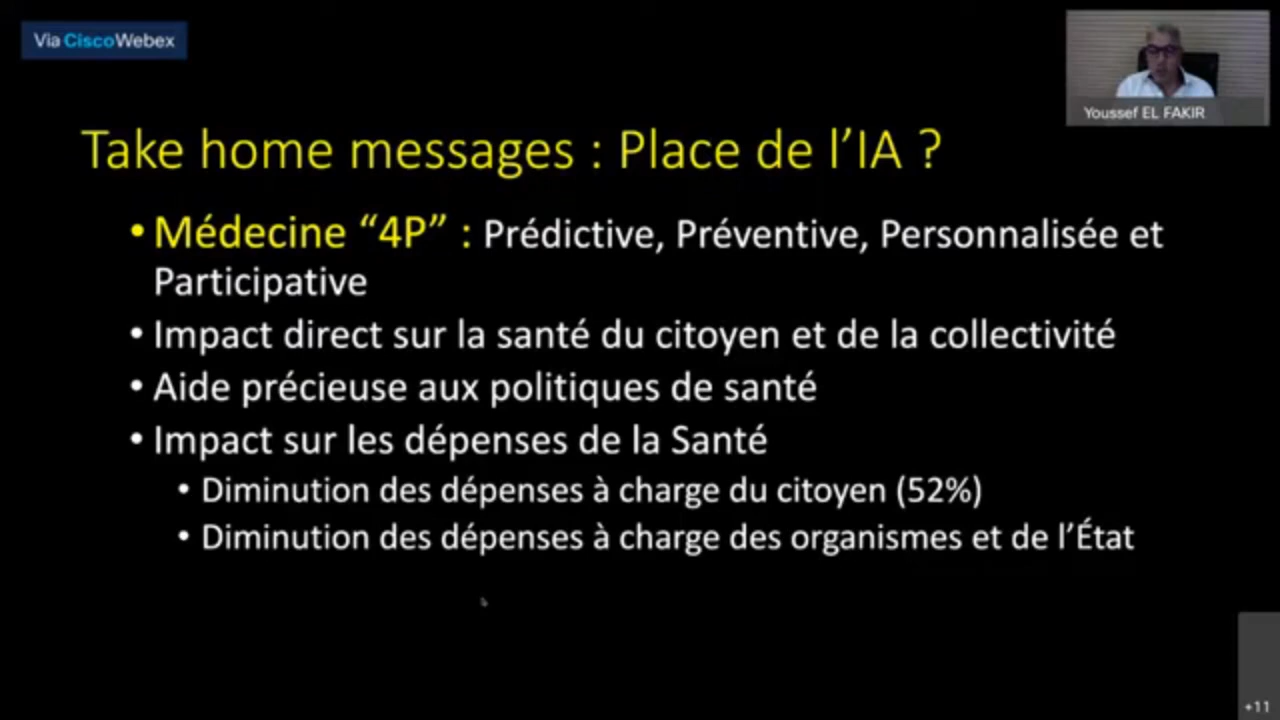 Via Cisco Webex
Youssef EL FAKIR
Take home messages : Place de l'IA ?
• Médecine “4P” : Prédictive, Préventive, Personnalisée et
Participative
• Impact direct sur la santé du citoyen et de la collectivité
• Aide précieuse aux politiques de santé
• Impact sur les dépenses de la Santé
• Diminution des dépenses à charge du citoyen (52%)
• Diminution des dépenses à charge des organismes et de l'État
+11